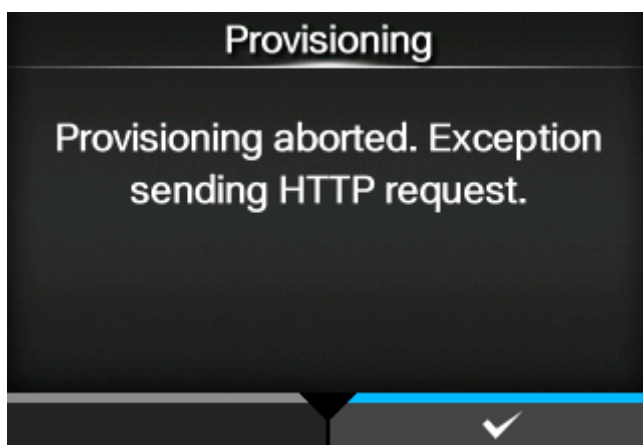 Provisioning
Provisioning aborted. Exception
sending HTTP request.